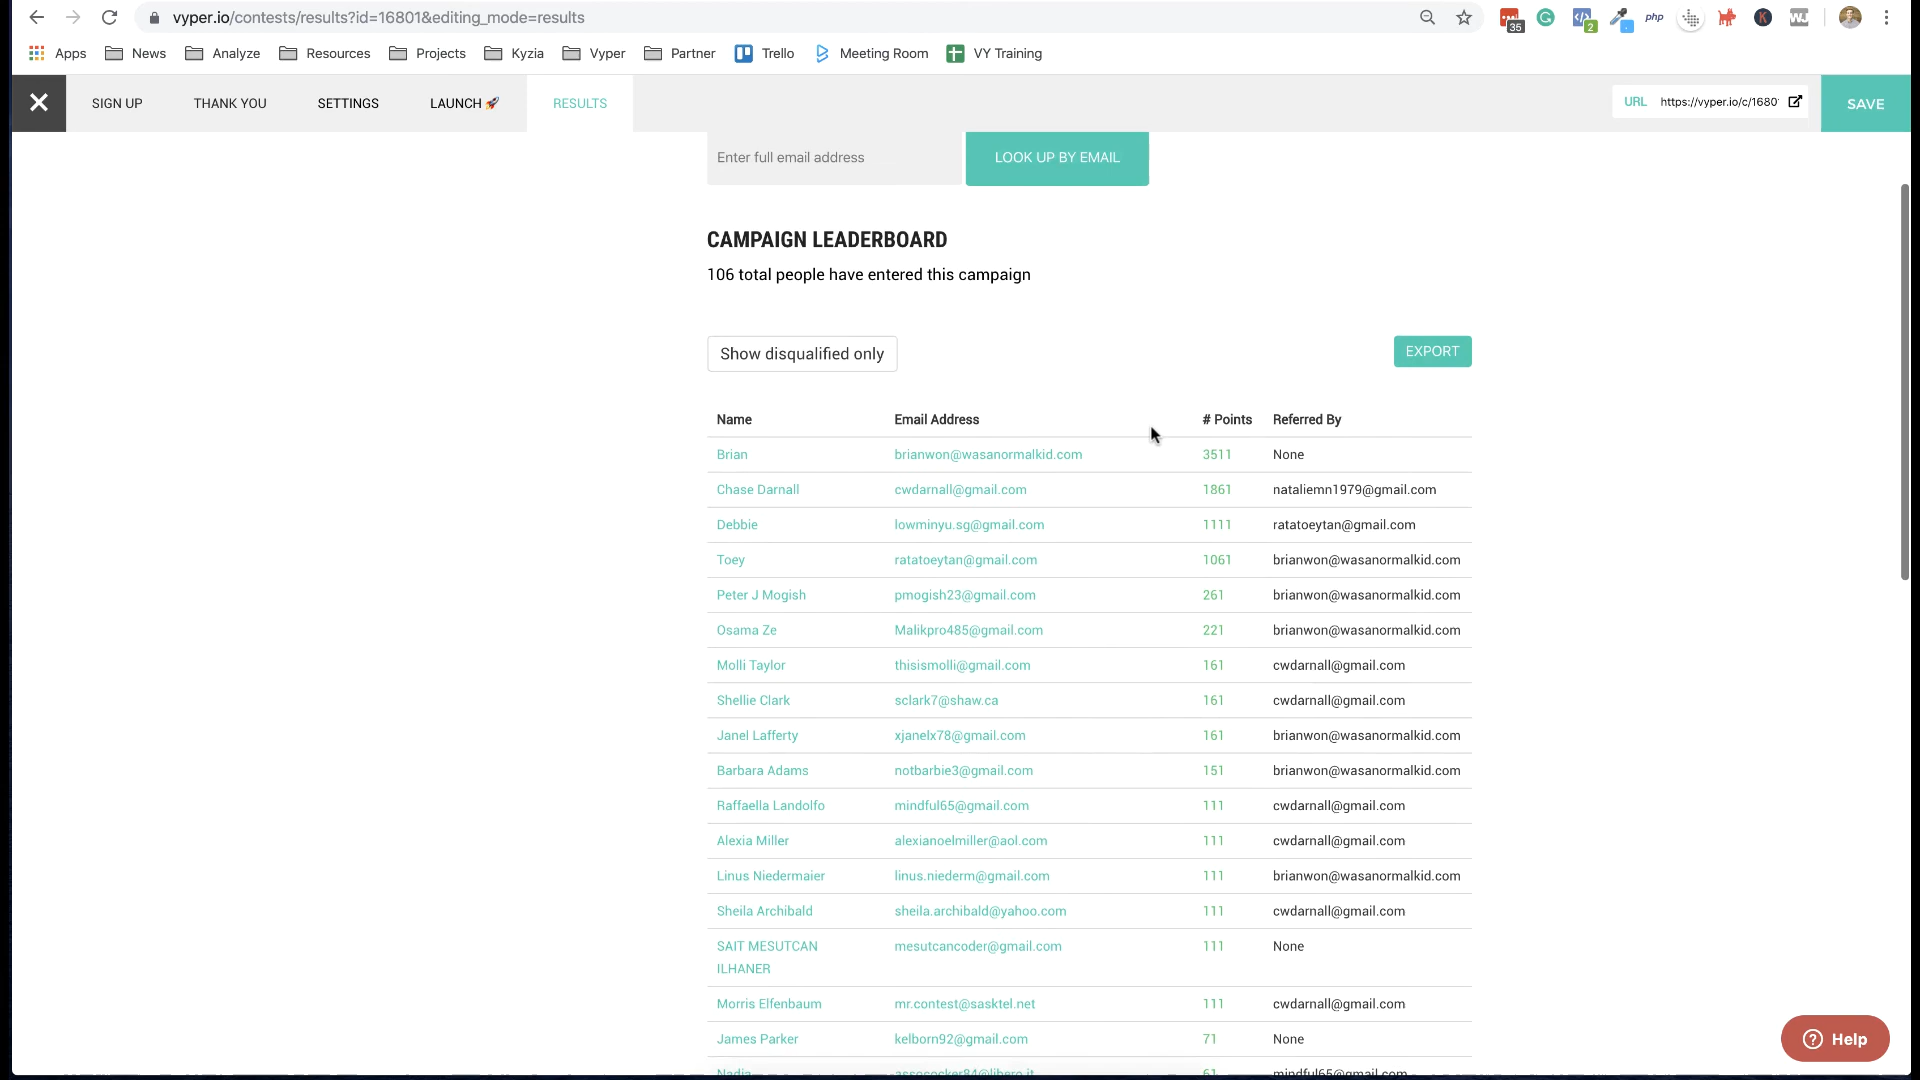 vyper.io/contests/results?id=16801&editing_mode=results
35
2
php
K
Apps News Analyze Resources Projects Kyzia Vyper Partner Trello Meeting Room VY Training
SIGN UP THANK YOU SETTINGS LAUNCH 🚀 RESULTS URL https://vyper.io/c/1680 SAVE
Enter full email address LOOK UP BY EMAIL
CAMPAIGN LEADERBOARD
106 total people have entered this campaign
Show disqualified only EXPORT
Name Email Address # Points Referred By
Brian brianwon@wasanormalkid.com 3511 None
Chase Darnall cwdarnall@gmail.com 1861 nataliemn1979@gmail.com
Debbie lowminyu.sg@gmail.com 1111 ratatoeytan@gmail.com
Toey ratatoeytan@gmail.com 1061 brianwon@wasanormalkid.com
Peter J Mogish pmogish23@gmail.com 261 brianwon@wasanormalkid.com
Osama Ze Malikpro485@gmail.com 221 brianwon@wasanormalkid.com
Molli Taylor thisismolli@gmail.com 161 cwdarnall@gmail.com
Shellie Clark sclark7@shaw.ca 161 cwdarnall@gmail.com
Janel Lafferty xjanelx78@gmail.com 161 brianwon@wasanormalkid.com
Barbara Adams notbarbie3@gmail.com 151 brianwon@wasanormalkid.com
Raffaella Landolfo mindful65@gmail.com 111 cwdarnall@gmail.com
Alexia Miller alexianoelmiller@aol.com 111 cwdarnall@gmail.com
Linus Niedermaier linus.niederm@gmail.com 111 brianwon@wasanormalkid.com
Sheila Archibald sheila.archibald@yahoo.com 111 cwdarnall@gmail.com
SAIT MESUTCAN mesutcancoder@gmail.com 111 None
ILHANER
Morris Elfenbaum mr.contest@sasktel.net 111 cwdarnall@gmail.com
James Parker kelborn92@gmail.com 71 None
Nadia assococker84@libero.it 61 mindful65@gmail.com
Help